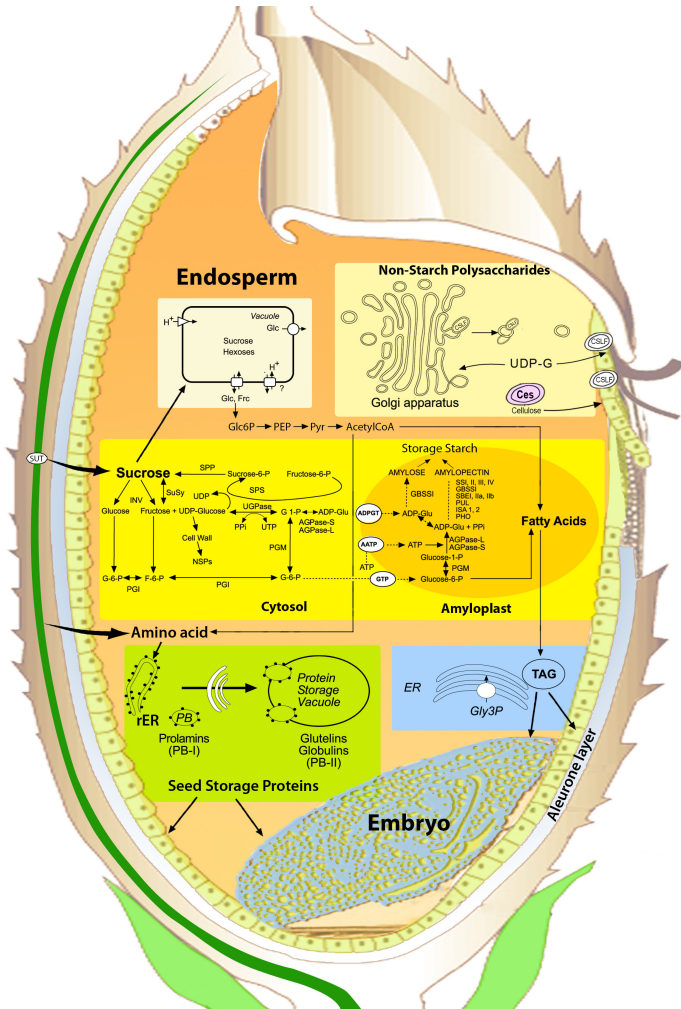 Endosperm
Non-Starch Polysaccharides
Vacuole
H+
Glc
Sucrose
Hexoses
H+
?
Glc, Frc
CSLF
CSLF
CSLF
UDP-G
CSLF
Golgi apparatus
Ces
Cellulose
Glc6P PEP Pyr AcetylCoA
SUT
Storage Starch
Sucrose
SPP
Sucrose-6-P
Fructose-6-P
AMYLOSE
AMYLOPECTIN
SSI, II, III, IV
GBSSI
SBEI, IIa, IIb
PUL
ISA 1, 2
PHO
INV
SuSy
UDP
SPS
GBSSI
Glucose
Fructose + UDP-Glucose
UGPase
G 1-P
ADP-Glu
ADPGT
ADP-Glu
Fatty Acids
PPi
UTP
AGPase-S
AGPase-L
ADP-Glu + PPi
Cell Wall
AATP
ATP
AGPase-L
AGPase-S
NSPs
PGM
ATP
Glucose-1-P
PGM
G-6-P
F-6-P
G-6-P
GTP
Glucose-6-P
PGI
PGI
Cytosol
Amyloplast
Amino acid
rER
PB
Prolamins
(PB-I)
Protein
Storage
Vacuole
Glutelins
Globulins
(PB-II)
Seed Storage Proteins
ER
Gly3P
TAG
Aleurone layer
Embryo